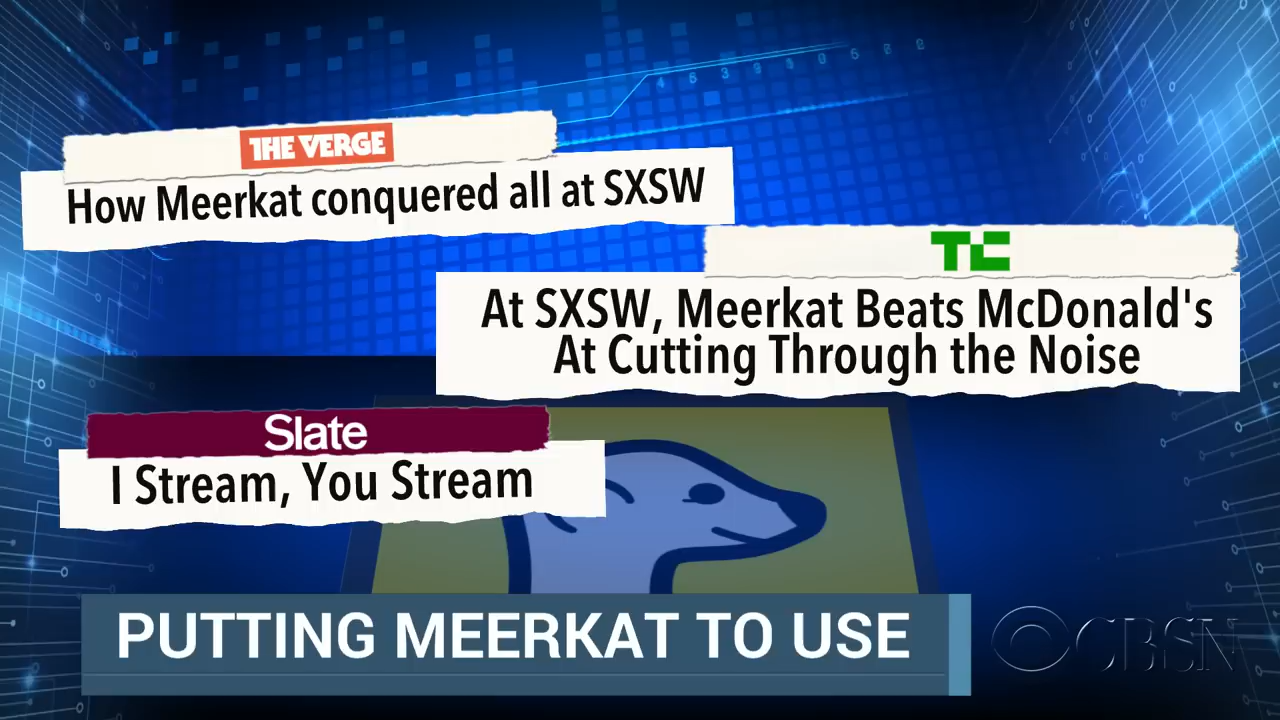 THE VERGE
How Meerkat conquered all at SXSW
TC
At SXSW, Meerkat Beats McDonald's
At Cutting Through the Noise
Slate
I Stream, You Stream
PUTTING MEERKAT TO USE
CBSN